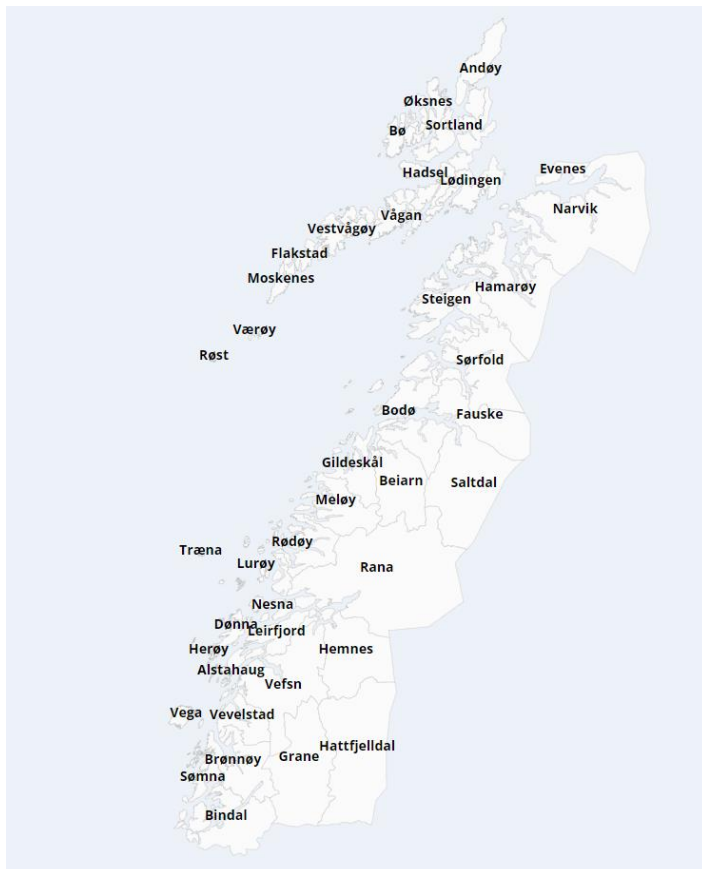 Andøy
Øksnes
Sortland
Bø
Evenes
Hadsel
Lødingen
Narvik
Vågan
Vestvågøy
Flakstad
Moskenes
Hamarøy
Steigen
Værøy
Røst
Sørfold
Bodø
Fauske
Gildeskål
Beiarn
Saltdal
Meløy
Rødøy
Træna
Lurøy
Rana
Nesna
Dønna
Leirfjord
Herøy
Hemnes
Alstahaug
Vefsn
Vega
Vevelstad
Hattfjelldal
Grane
Brønnøy
Sømna
Bindal